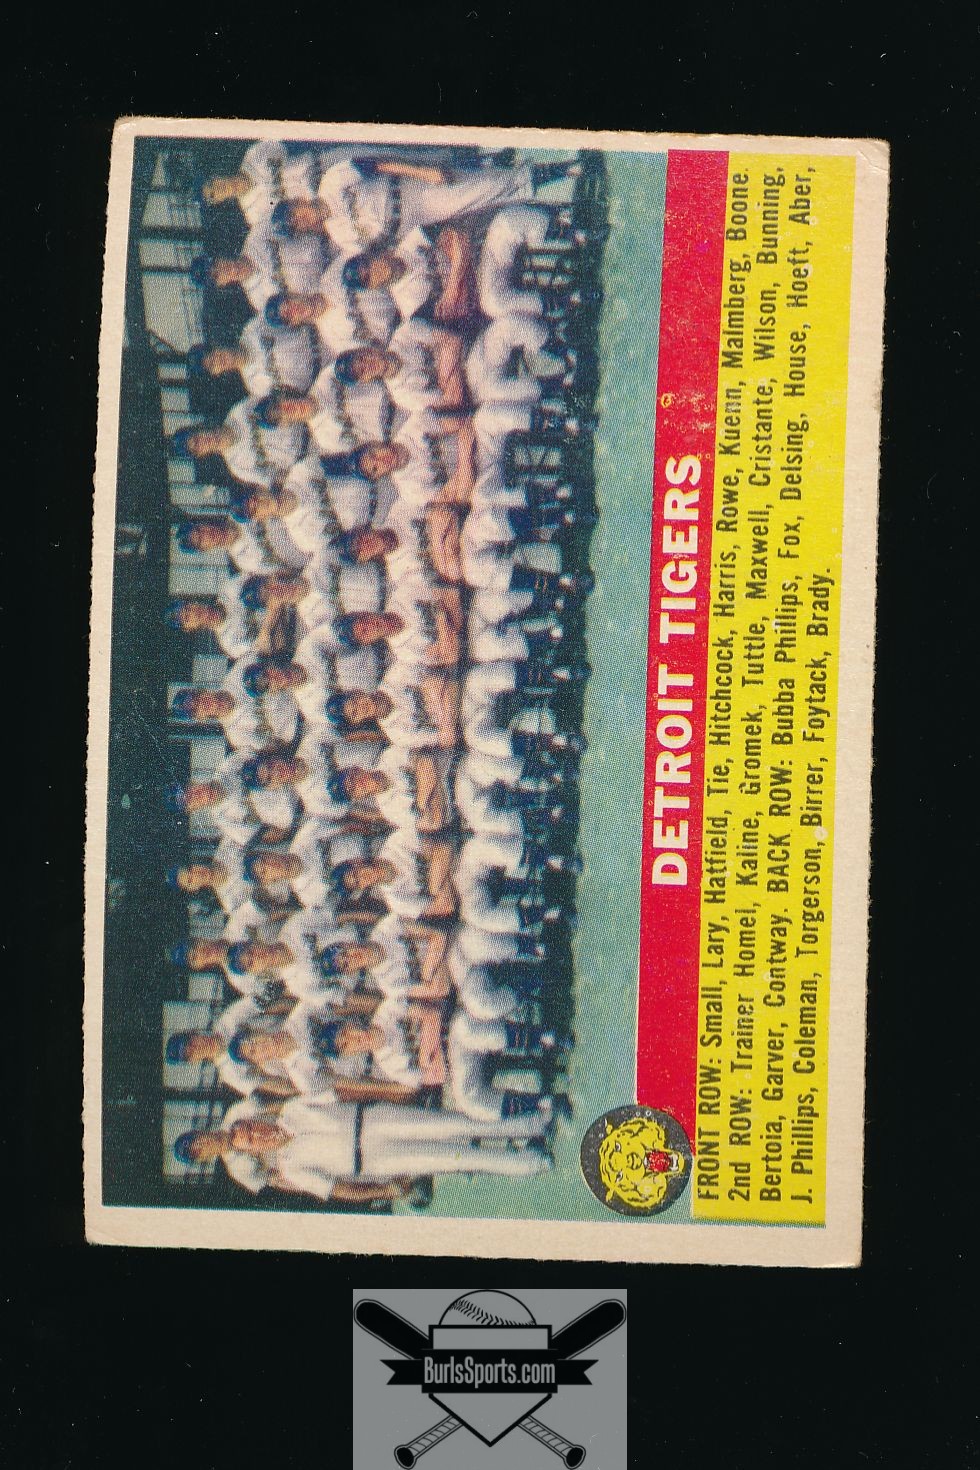 DETROIT TIGERS
FRONT ROW: Small, Lary, Hatfield, Tie, Hitchcock, Harris, Rowe, Kuenn, Malmberg, Boone.
2nd ROW: Trainer Homel, Kaline, Gromek, Tuttle, Maxwell, Cristante, Wilson, Bunning,
Bertoia, Garver, Contway. BACK ROW: Bubba Phillips, Fox, Delsing, House, Hoeft, Aber,
J. Phillips, Coleman, Torgerson, Birrer, Foytack, Brady.
BurlsSports.com